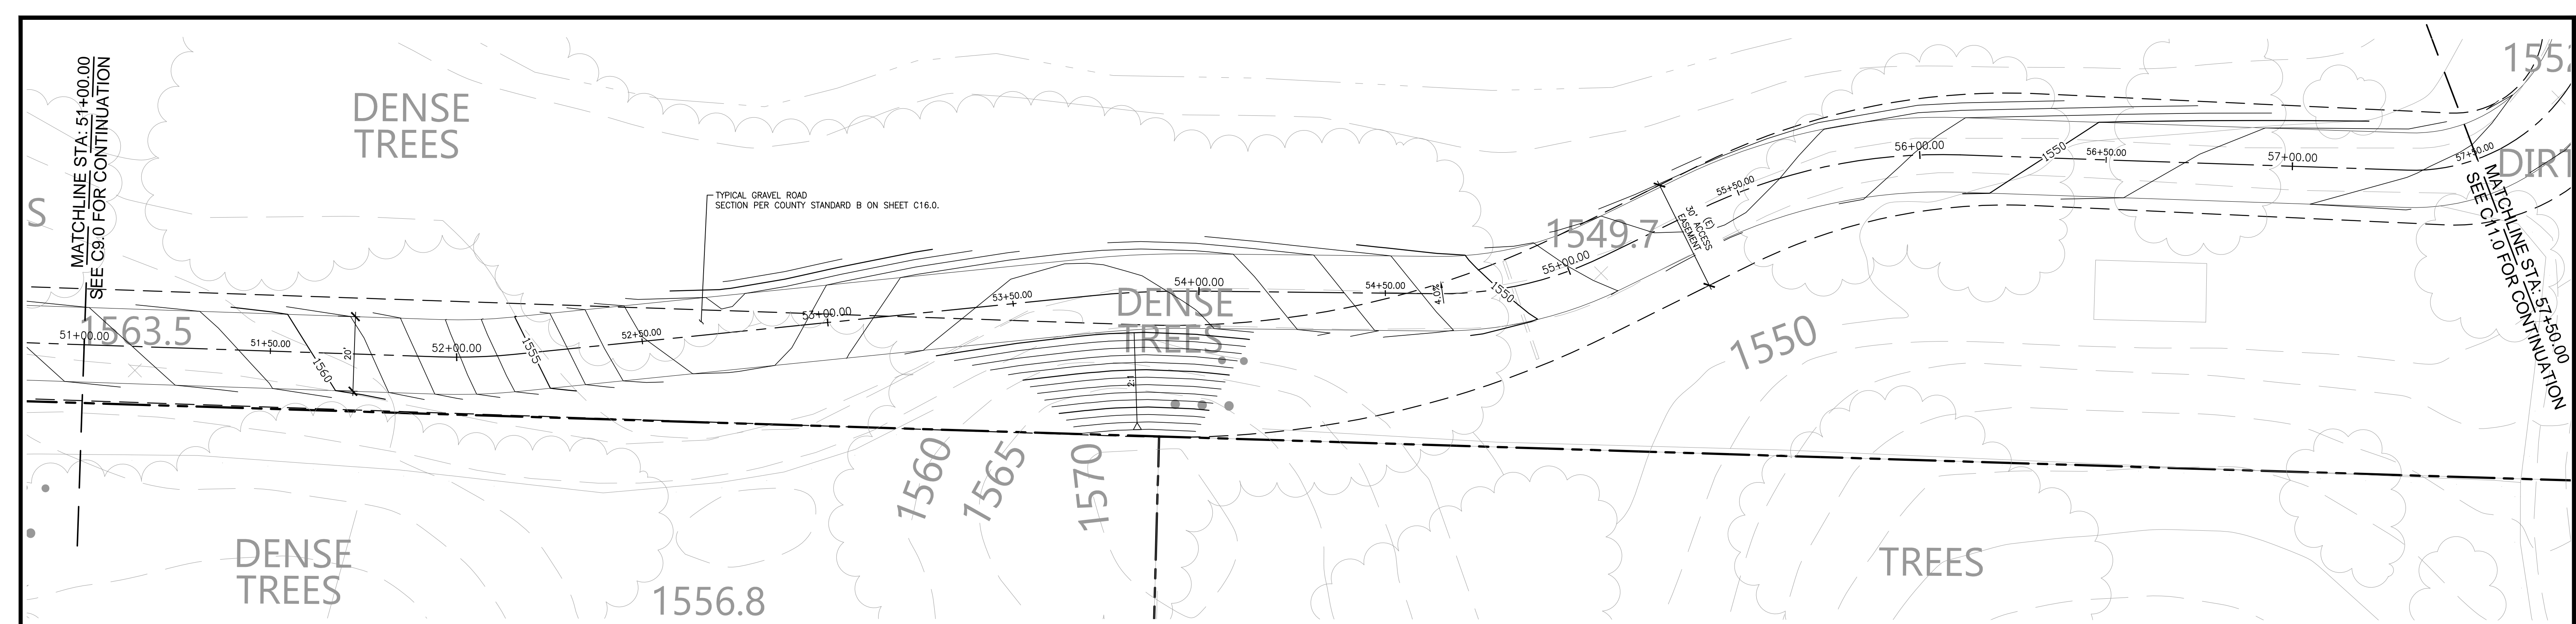 MATCHLINE STA: 51+00.00
SEE C9.0 FOR CONTINUATION
DENSE
TREES
S
TYPICAL GRAVEL ROAD
SECTION PER COUNTY STANDARD B ON SHEET C16.0.
1563.5
51+00.00
51+50.00
1560
20'
52+00.00
1555
52+50.00
53+00.00
53+50.00
54+00.00
DENSE
TREES
2:1
54+50.00
1550
55+00.00
1549.7
30' (E)
ACCESS
EASEMENT
55+50.00
56+00.00
1550
56+50.00
57+00.00
57+50.00
1552
DIRT
MATCHLINE STA: 57+50.00
SEE C11.0 FOR CONTINUATION
1550
1560
1565
1570
DENSE
TREES
1556.8
TREES